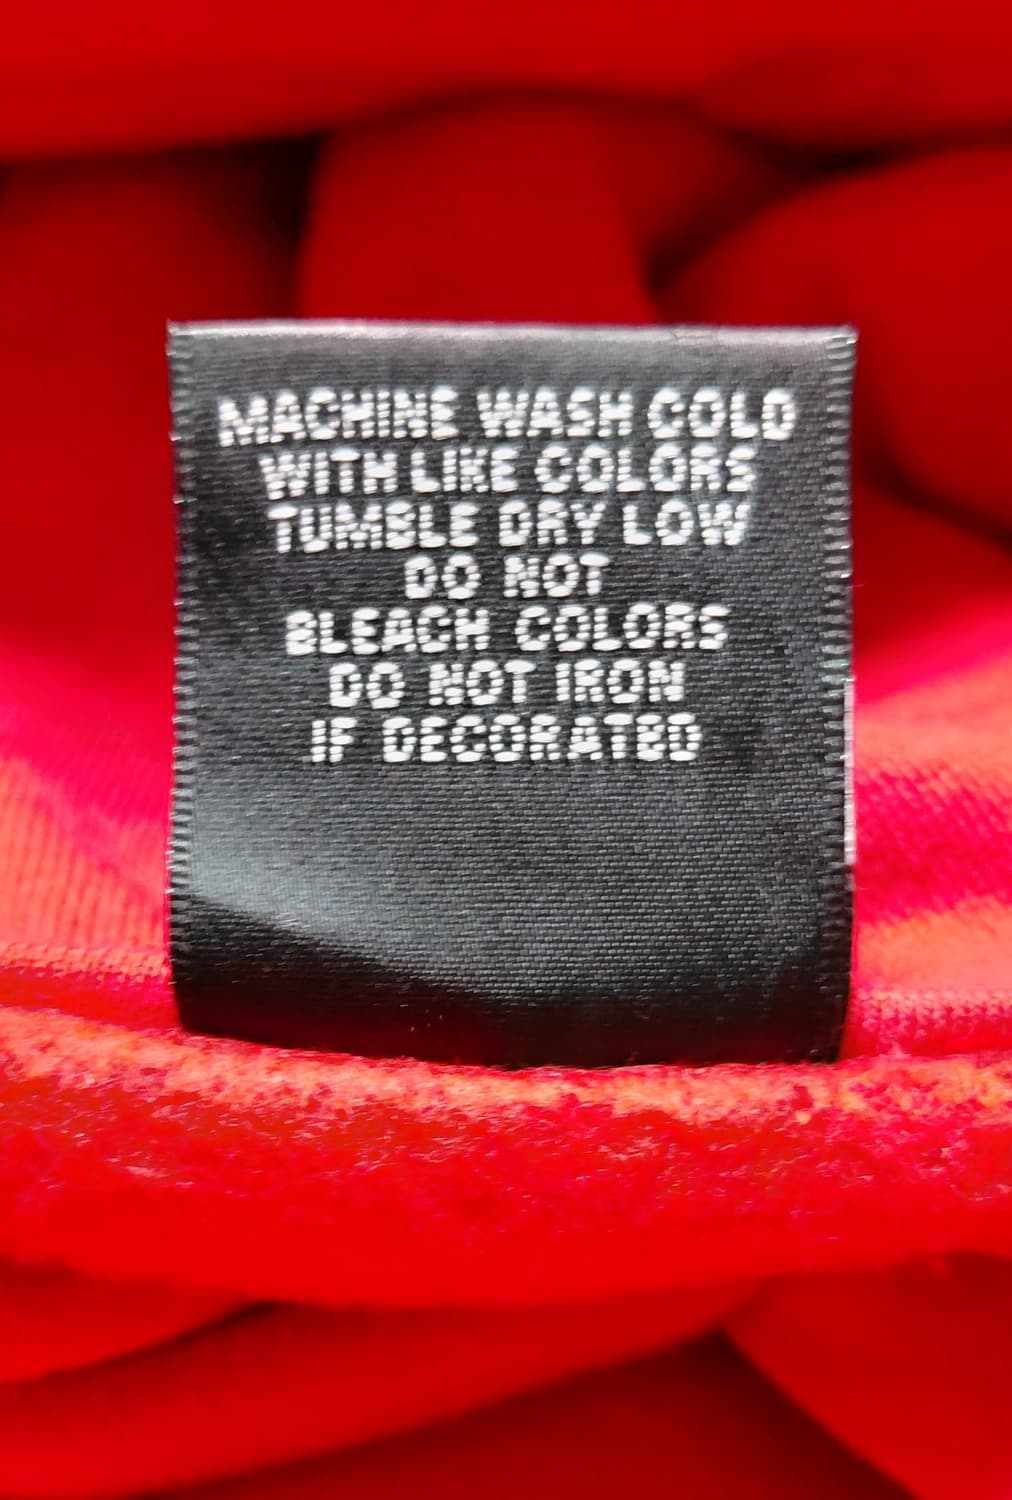 MACHINE WASH COLD
WITH LIKE COLORS
TUMBLE DRY LOW
DO NOT
BLEACH COLORS
DO NOT IRON
IF DECORATED